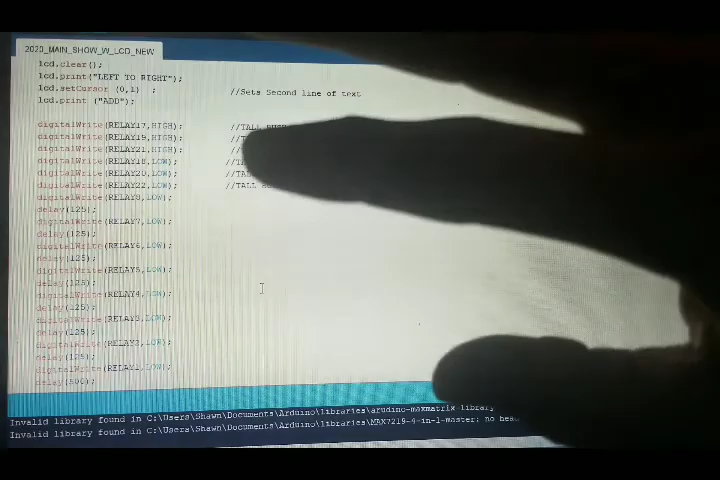 2020_MAIN_SHOW_W_LCD_NEW
lcd.clear();
lcd.print("LEFT TO RIGHT");
lcd.setCursor (0,1) ; //Sets Second line of text
lcd.print ("ADD");
digitalWrite(RELAY17,HIGH); //TALL
digitalWrite(RELAY19,HIGH);
digitalWrite(RELAY21,HIGH);
digitalWrite(RELAY18,LOW);
digitalWrite(RELAY20,LOW);
digitalWrite(RELAY22,LOW); //TALL
digitalWrite(RELAY8,LOW);
delay(125);
digitalWrite(RELAY7,LOW);
delay(125);
digitalWrite(RELAY6,LOW);
delay(125);
digitalWrite(RELAY5,LOW);
delay(125);
digitalWrite(RELAY4,LOW);
delay(125);
digitalWrite(RELAY3,LOW);
delay(125);
digitalWrite(RELAY2,LOW);
delay(125);
digitalWrite(RELAY1,LOW);
delay(500);
Invalid library found in C:\Users\Shawn\Documents\Arduino\libraries\arudino-maxmatrix-library
Invalid library found in C:\Users\Shawn\Documents\Arduino\libraries\MAX7219-4-in-1-master: no